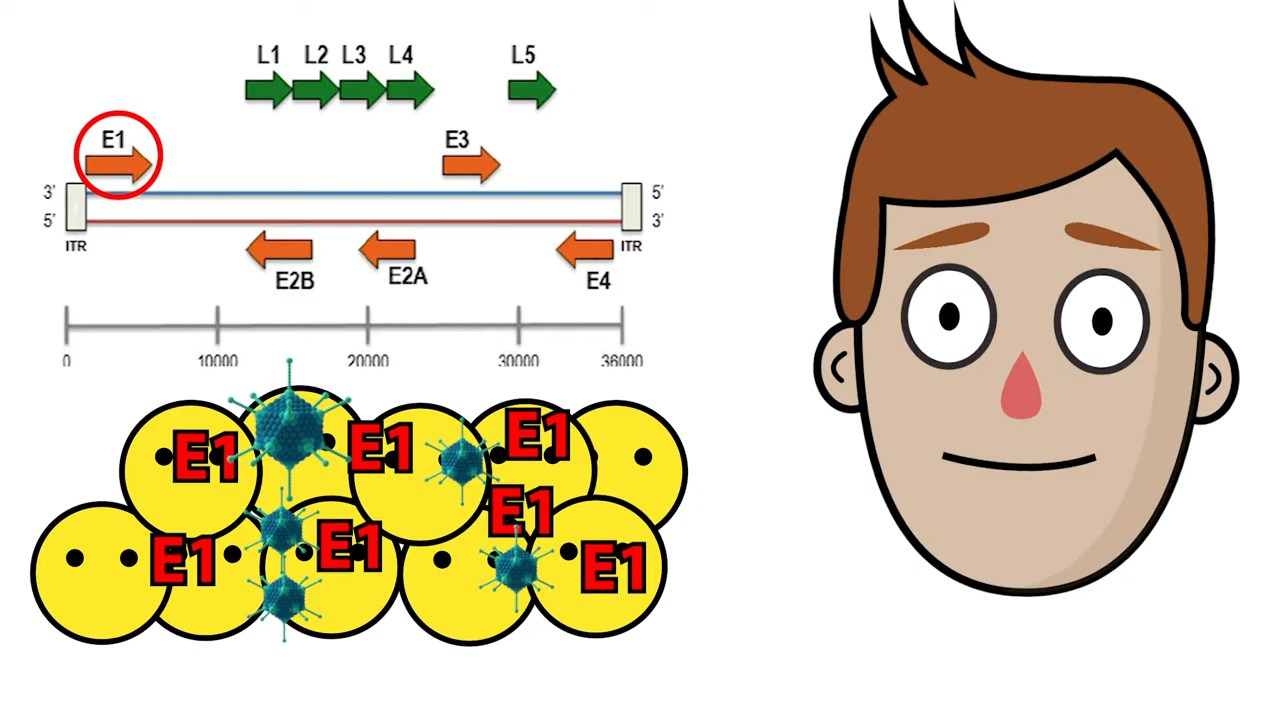 L1 L2 L3 L4 L5
E1 E3
3' 5'
5' 3'
ITR ITR
E2B E2A E4
0 10000 20000 30000 36000
E1 E1 E1
E1
E1 E1 E1